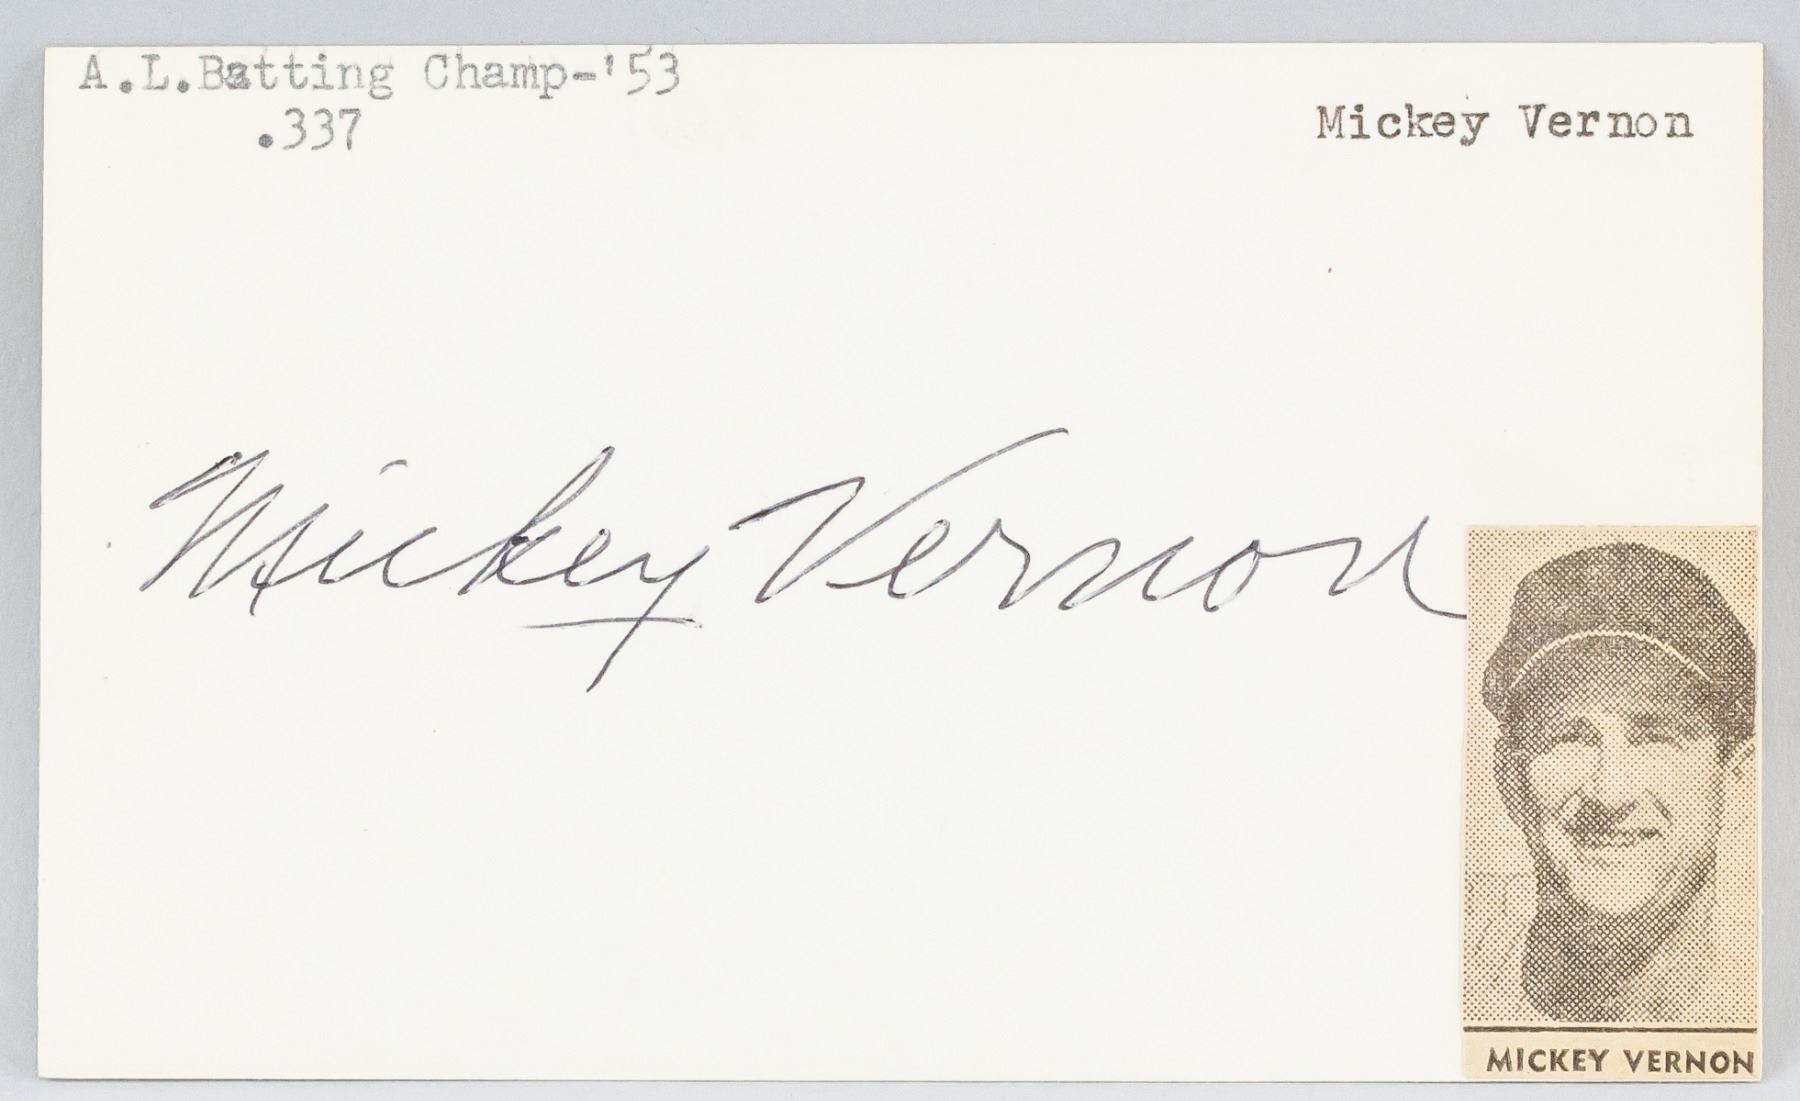 A.L.Batting Champ-'53
.337
Mickey Vernon
Mickey Vernon
MICKEY VERNON